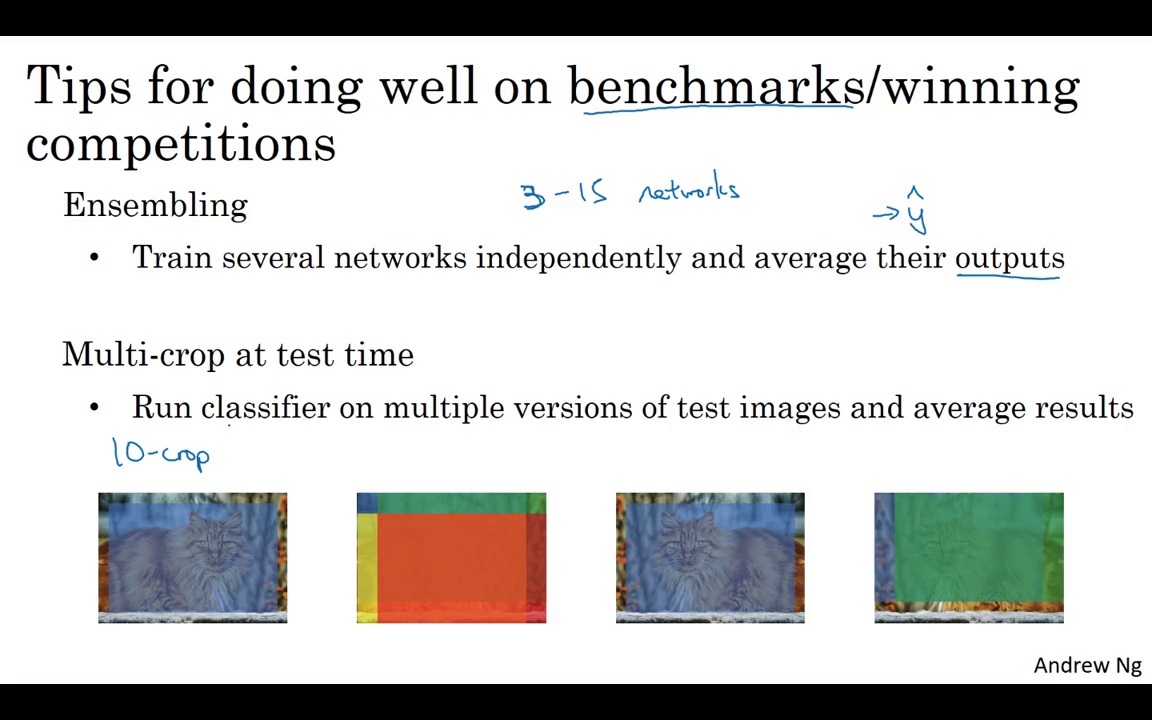 Tips for doing well on benchmarks/winning
competitions
Ensembling
3-15 networks
→ ŷ
• Train several networks independently and average their outputs
Multi-crop at test time
• Run classifier on multiple versions of test images and average results
10-crop
Andrew Ng